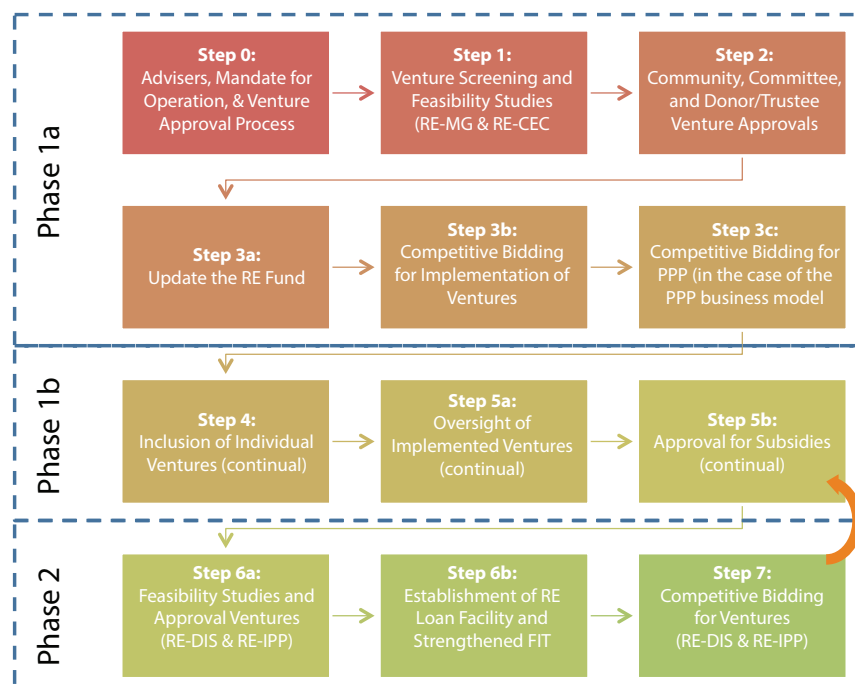 Phase 1a
Step 0:
Advisers, Mandate for
Operation, & Venture
Approval Process
Step 1:
Venture Screening and
Feasibility Studies
(RE-MG & RE-CEC
Step 2:
Community, Committee,
and Donor/Trustee
Venture Approvals
Step 3a:
Update the RE Fund
Step 3b:
Competitive Bidding
for Implementation of
Ventures
Step 3c:
Competitive Bidding for
PPP (in the case of the
PPP business model
Phase 1b
Step 4:
Inclusion of Individual
Ventures (continual)
Step 5a:
Oversight of
Implemented Ventures
(continual)
Step 5b:
Approval for Subsidies
(continual)
Phase 2
Step 6a:
Feasibility Studies and
Approval Ventures
(RE-DIS & RE-IPP)
Step 6b:
Establishment of RE
Loan Facility and
Strengthened FIT
Step 7:
Competitive Bidding
for Ventures
(RE-DIS & RE-IPP)